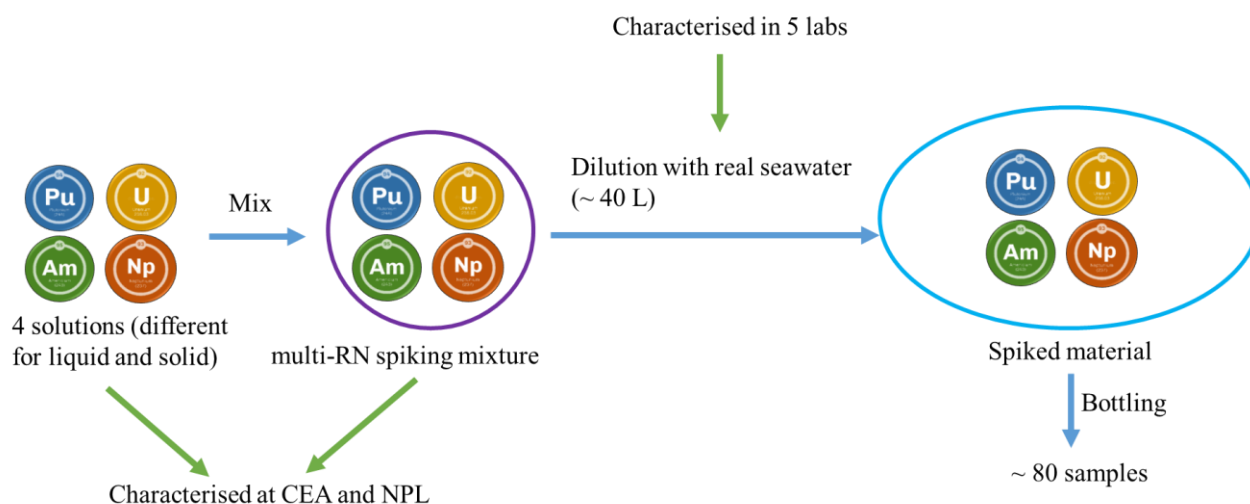 Characterised in 5 labs
Dilution with real seawater
(~ 40 L)
Mix
Pu
U
Am
Np
Pu
U
Am
Np
Pu
U
Am
Np
4 solutions (different
for liquid and solid)
multi-RN spiking mixture
Spiked material
Bottling
Characterised at CEA and NPL
~ 80 samples